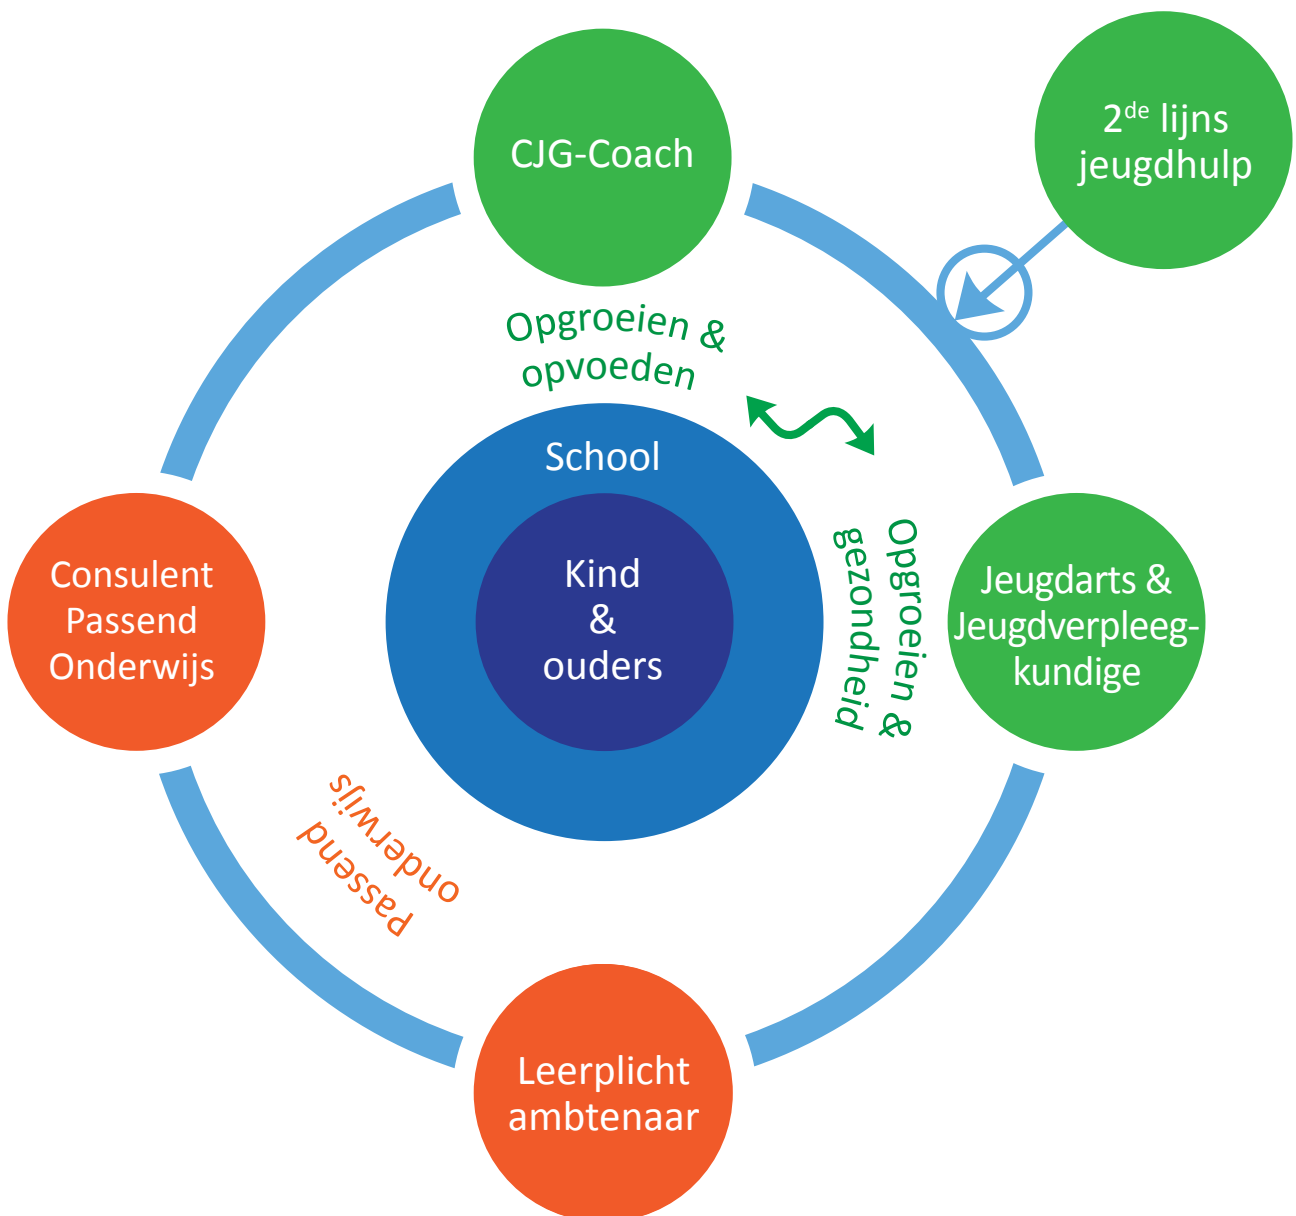 CJG-Coach
2de lijns
jeugdhulp
Opgroeien &
opvoeden
School
Kind
&
ouders
Opgroeien &
gezondheid
Jeugdarts &
Jeugdverpleeg-
kundige
Consulent
Passend
Onderwijs
Passend
onderwijs
Leerplicht
ambtenaar